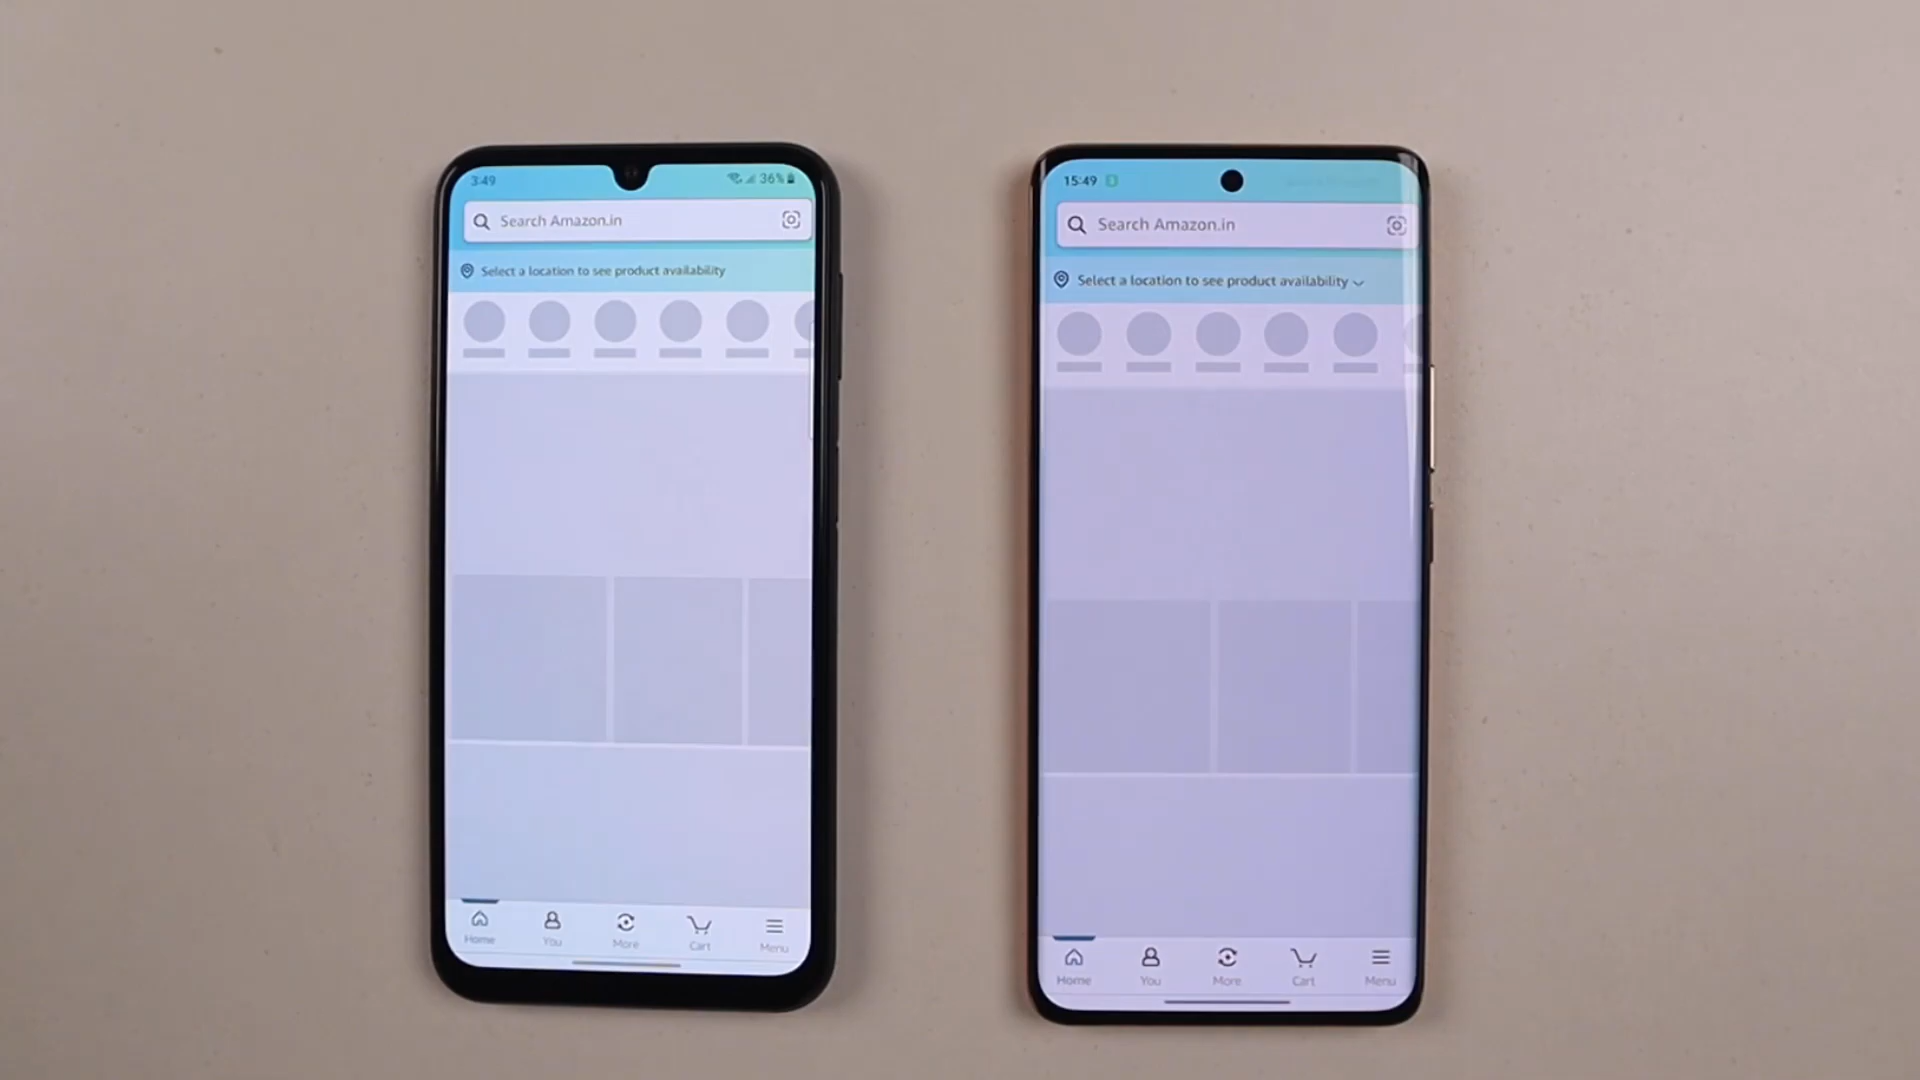 3:49
36%
Search Amazon.in
Select a location to see product availability
Home
You
More
Cart
Menu
15:49
Search Amazon.in
Select a location to see product availability
Home
You
More
Cart
Menu